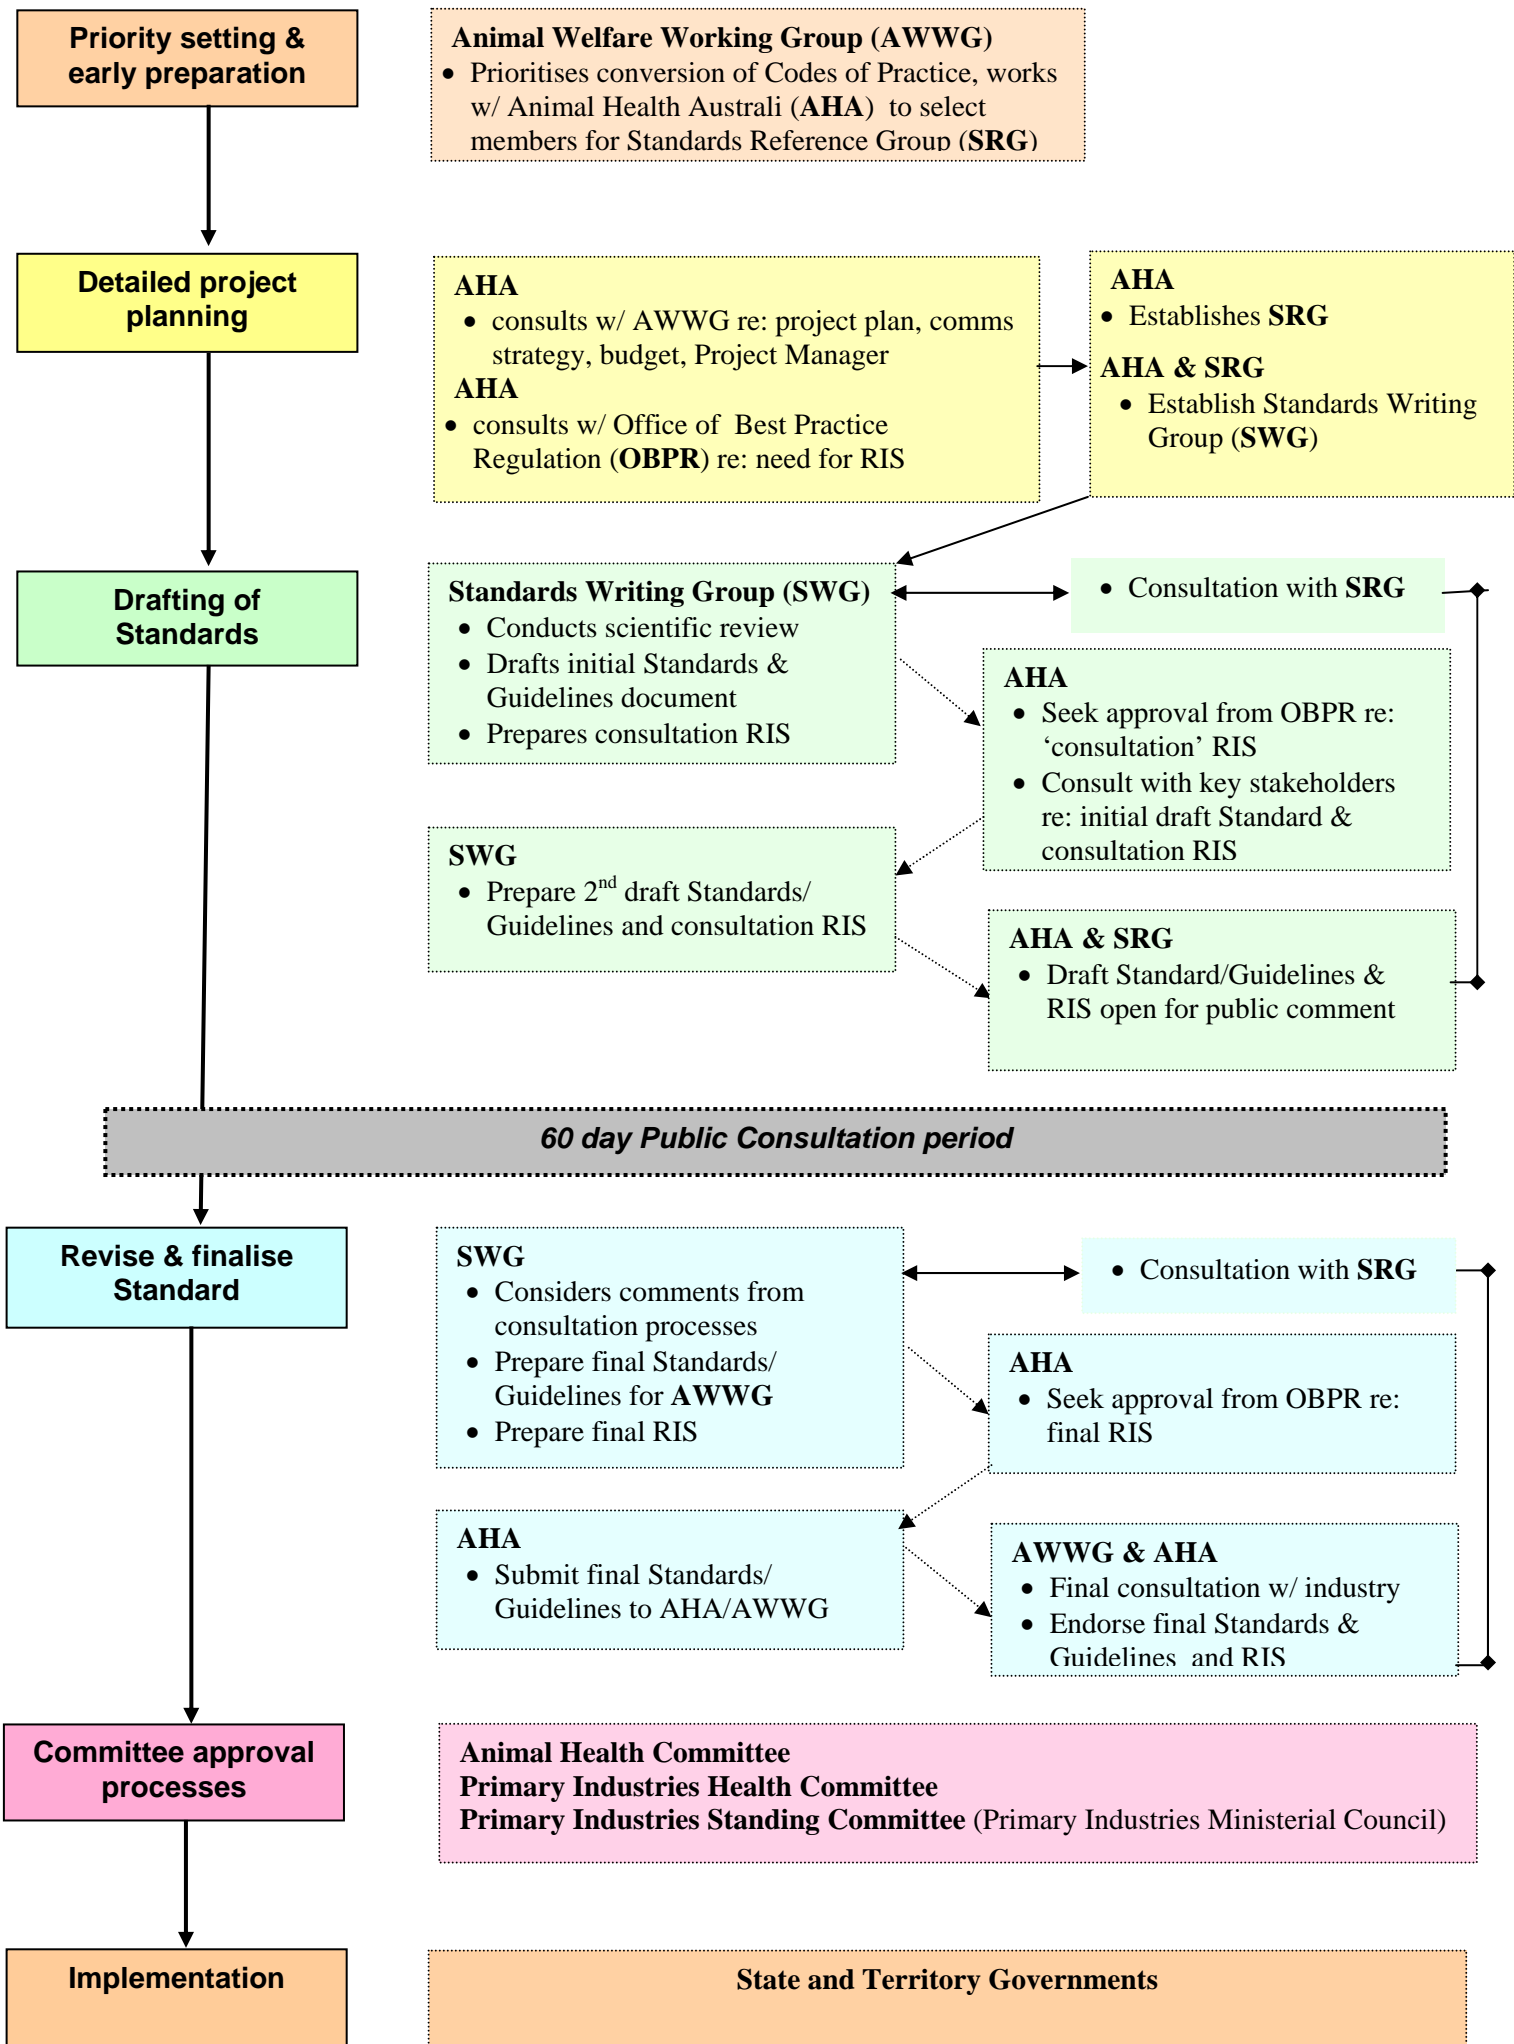 Priority setting &
early preparation
Animal Welfare Working Group (AWWG)
• Prioritises conversion of Codes of Practice, works
w/ Animal Health Australi (AHA) to select
members for Standards Reference Group (SRG)
Detailed project
planning
AHA
• consults w/ AWWG re: project plan, comms
strategy, budget, Project Manager
AHA
• consults w/ Office of Best Practice
Regulation (OBPR) re: need for RIS
AHA
• Establishes SRG
AHA & SRG
• Establish Standards Writing
Group (SWG)
Drafting of
Standards
Standards Writing Group (SWG)
• Conducts scientific review
• Drafts initial Standards &
Guidelines document
• Prepares consultation RIS
• Consultation with SRG
AHA
• Seek approval from OBPR re:
‘consultation’ RIS
• Consult with key stakeholders
re: initial draft Standard &
consultation RIS
SWG
• Prepare 2nd draft Standards/
Guidelines and consultation RIS
AHA & SRG
• Draft Standard/Guidelines &
RIS open for public comment
60 day Public Consultation period
Revise & finalise
Standard
SWG
• Considers comments from
consultation processes
• Prepare final Standards/
Guidelines for AWWG
• Prepare final RIS
• Consultation with SRG
AHA
• Seek approval from OBPR re:
final RIS
AHA
• Submit final Standards/
Guidelines to AHA/AWWG
AWWG & AHA
• Final consultation w/ industry
• Endorse final Standards &
Guidelines and RIS
Committee approval
processes
Animal Health Committee
Primary Industries Health Committee
Primary Industries Standing Committee (Primary Industries Ministerial Council)
Implementation
State and Territory Governments